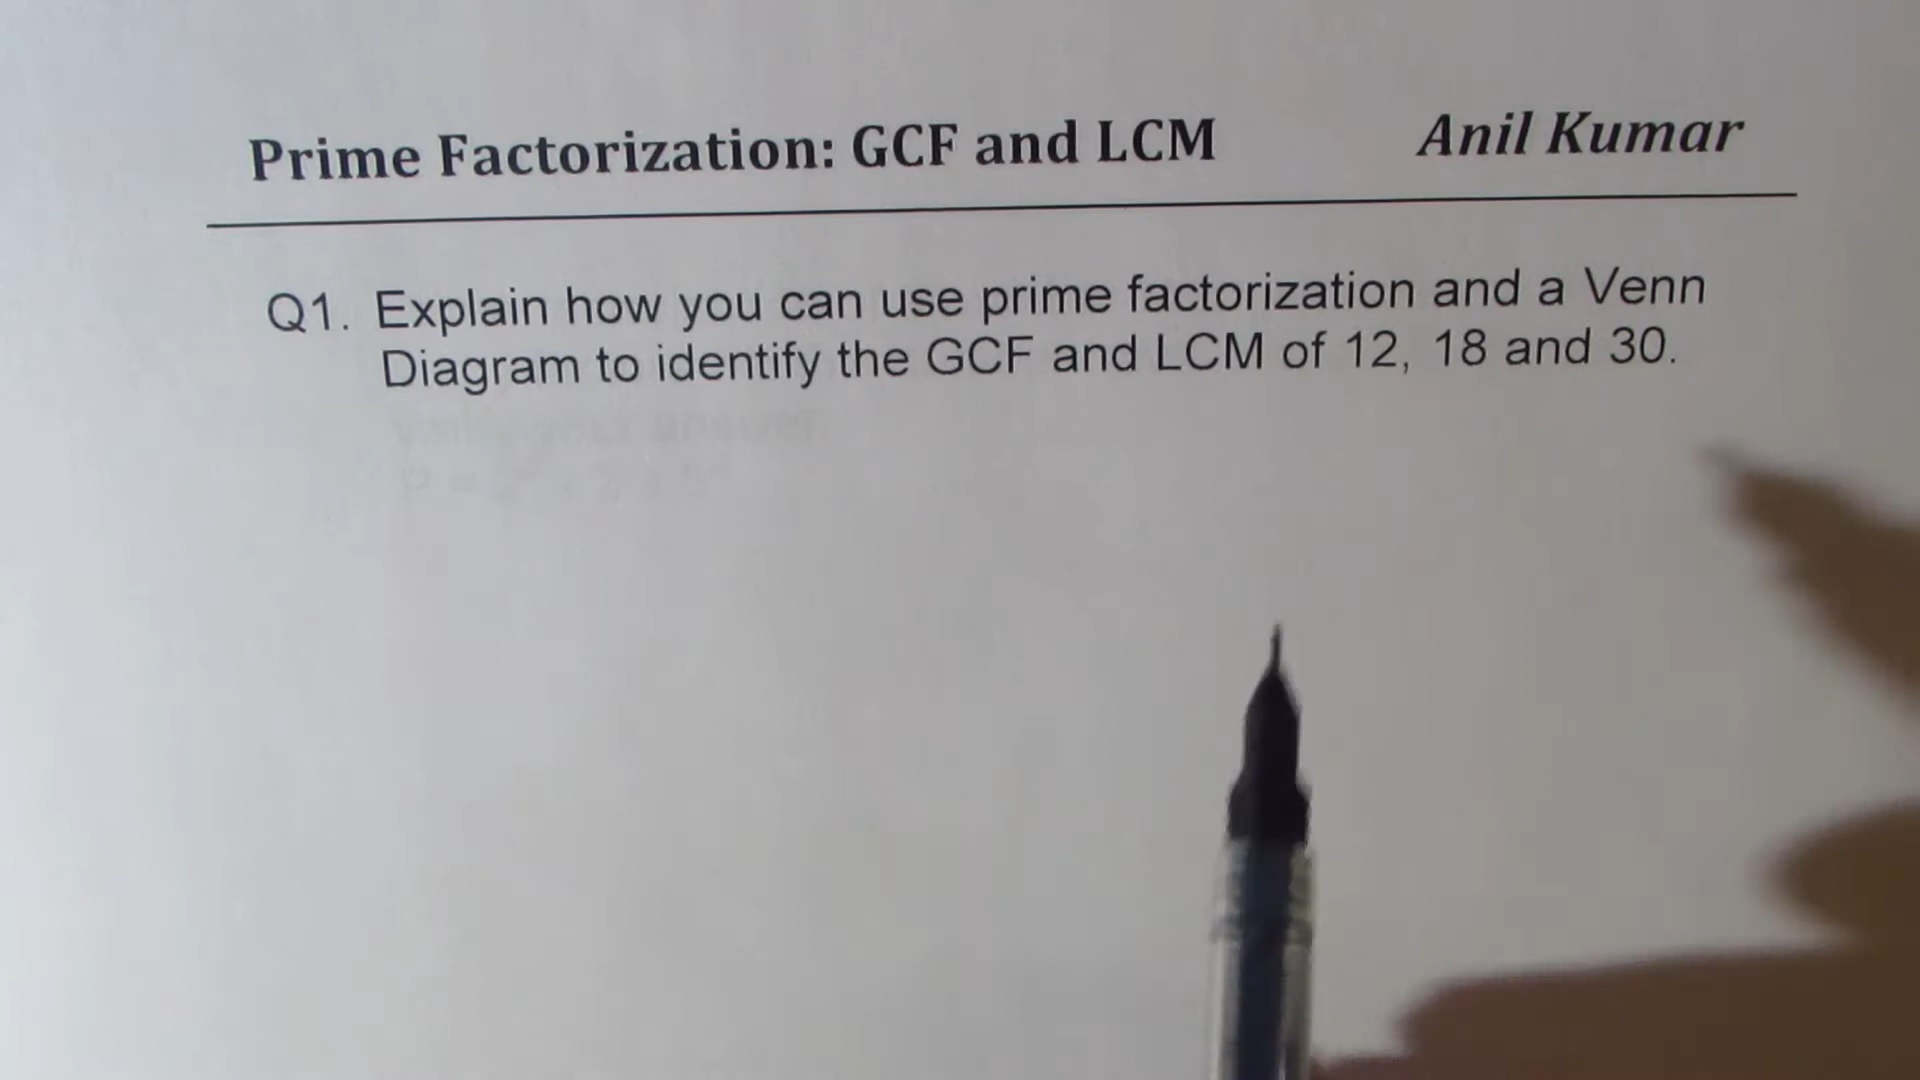 Prime Factorization: GCF and LCM Anil Kumar
Q1. Explain how you can use prime factorization and a Venn
Diagram to identify the GCF and LCM of 12, 18 and 30.